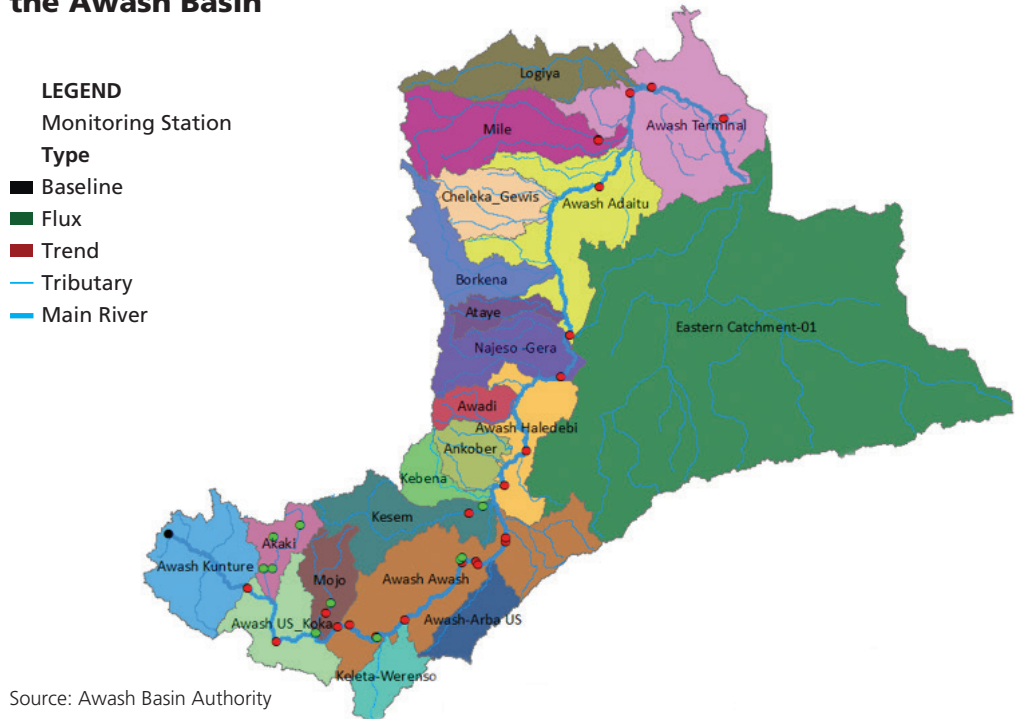 the Awash Basin
LEGEND
Monitoring Station
Type
Baseline
Flux
Trend
Tributary
Main River
Logiya
Mile
Awash Terminal
Cheleka_Gewis
Awash Adaitu
Borkena
Ataye
Eastern Catchment-01
Najeso -Gera
Awadi
Awash Haledebi
Ankober
Kebena
Kesem
Akaki
Awash Kunture
Mojo
Awash Awash
Awash US_Koka
Awash-Arba US
Keleta-Werenso
Source: Awash Basin Authority